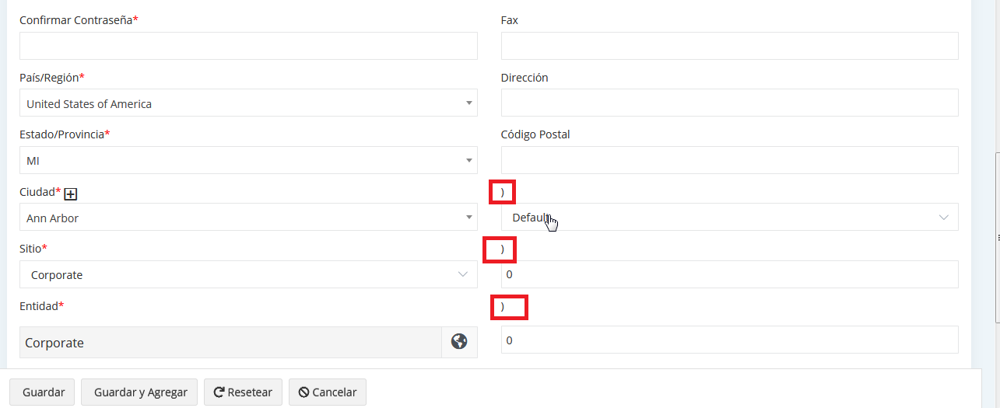 Confirmar Contraseña*
Fax
País/Región*
Dirección
United States of America
Estado/Provincia*
Código Postal
MI
Ciudad*
)
Ann Arbor
Default
Sitio*
)
Corporate
0
Entidad*
)
Corporate
0
Guardar
Guardar y Agregar
Resetear
Cancelar